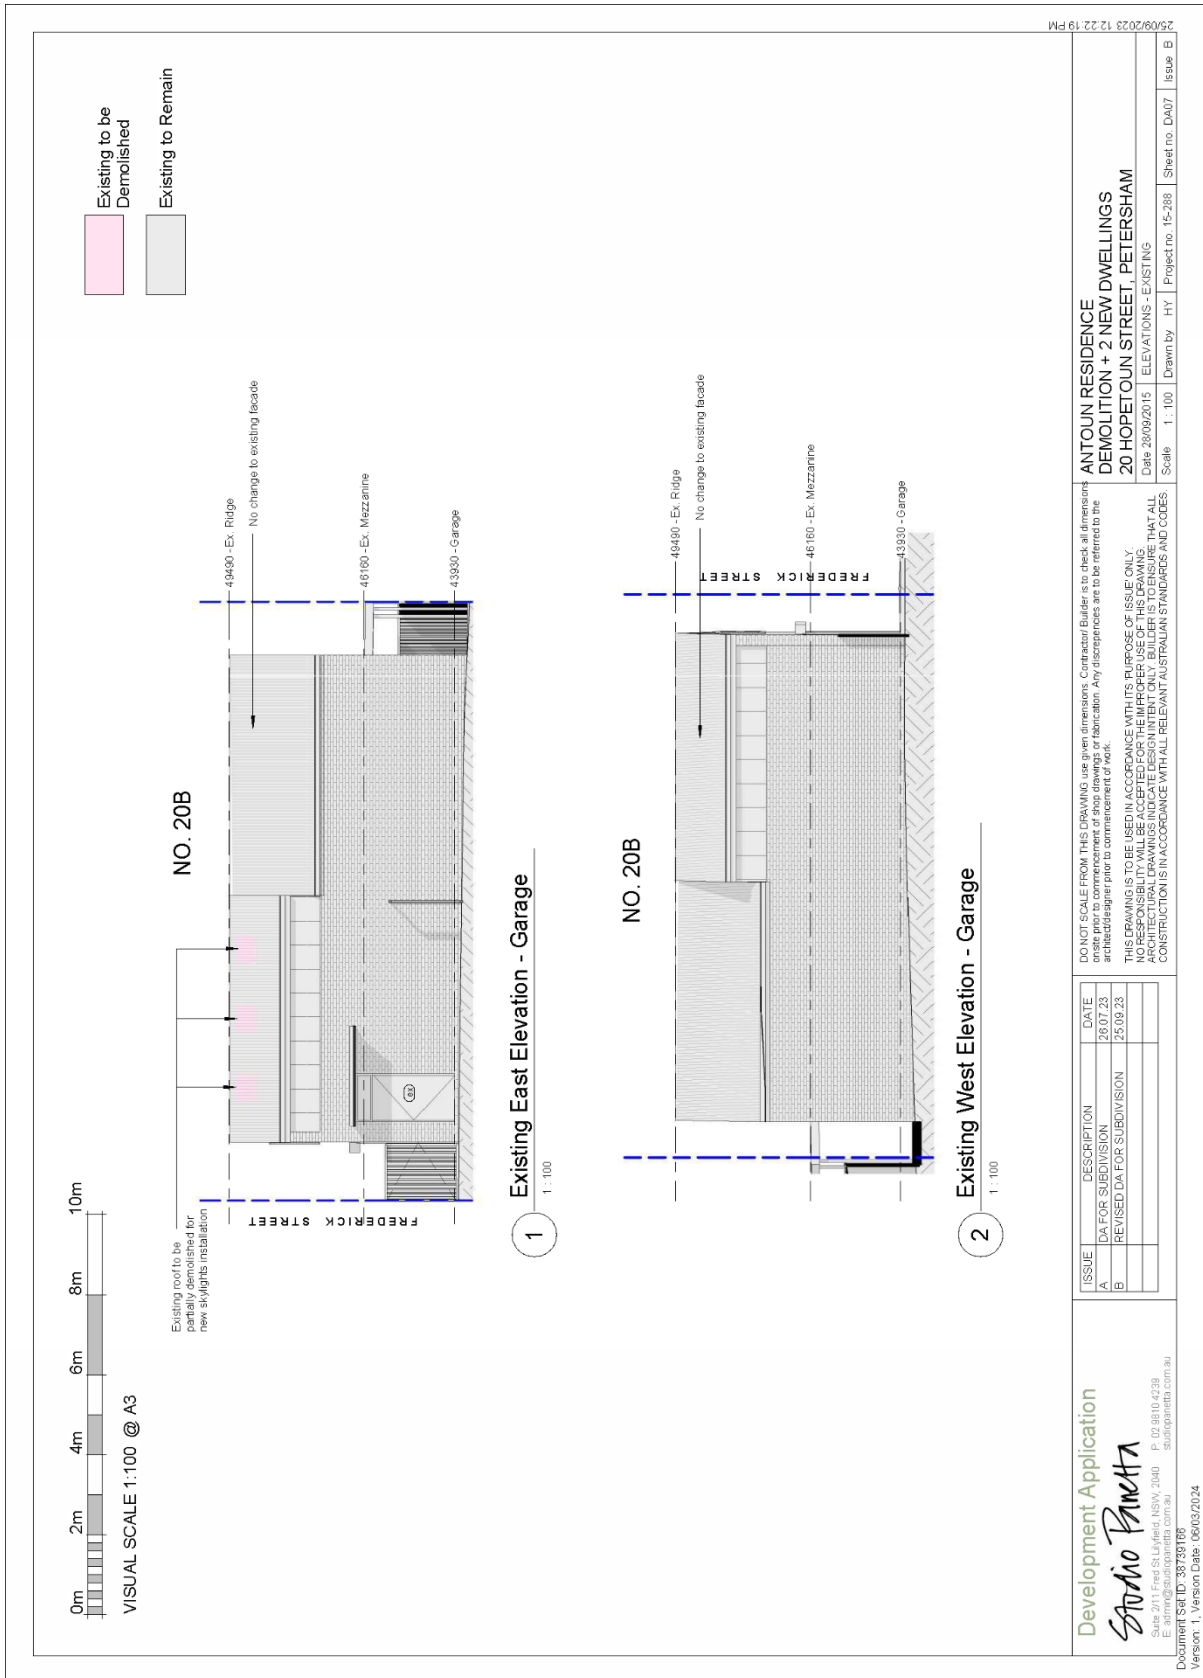 0m 2m 4m 6m 8m 10m
VISUAL SCALE 1:100 @ A3
Existing to be
Demolished
Existing to Remain
Existing roof to be
partially demolished for
new skylights installation
NO. 20B
49490 - Ex. Ridge
No change to existing facade
46160 - Ex. Mezzanine
43930 - Garage
FREDERICK STREET
ex
1
Existing East Elevation - Garage
1 : 100
NO. 20B
49490 - Ex. Ridge
No change to existing facade
FREDERICK STREET
46160 - Ex. Mezzanine
43930 - Garage
2
Existing West Elevation - Garage
1 : 100
Development Application
Studio Panetta
Suite 2/11 Fred St Lilyfield, NSW, 2040 P: 02 9810 4239
E: admin@studiopanetta.com.au studiopanetta.com.au
ISSUE DESCRIPTION DATE
A DA FOR SUBDIVISION 26.07.23
B REVISED DA FOR SUBDIVISION 25.09.23
DO NOT SCALE FROM THIS DRAWING use given dimensions. Contractor/ Builder is to check all dimensions
onsite prior to commencement of shop drawings or fabrication. Any discrepences are to be referred to the
architect/designer prior to commencement of work.
THIS DRAWING IS TO BE USED IN ACCORDANCE WITH ITS 'PURPOSE OF ISSUE' ONLY.
NO RESPONSIBILITY WILL BE ACCEPTED FOR THE IMPROPER USE OF THIS DRAWING.
ARCHITECTURAL DRAWINGS INDICATE DESIGN INTENT ONLY. BUILDER IS TO ENSURE THAT ALL
CONSTRUCTION IS IN ACCORDANCE WITH ALL RELEVANT AUSTRALIAN STANDARDS AND CODES.
ANTOUN RESIDENCE
DEMOLITION + 2 NEW DWELLINGS
20 HOPETOUN STREET, PETERSHAM
Date 28/09/2015 ELEVATIONS - EXISTING
Scale 1 : 100 Drawn by HY Project no. 15-288 Sheet no. DA07 Issue B
25/09/2023 12:22:19 PM
Document Set ID: 38739166
Version: 1, Version Date: 06/03/2024